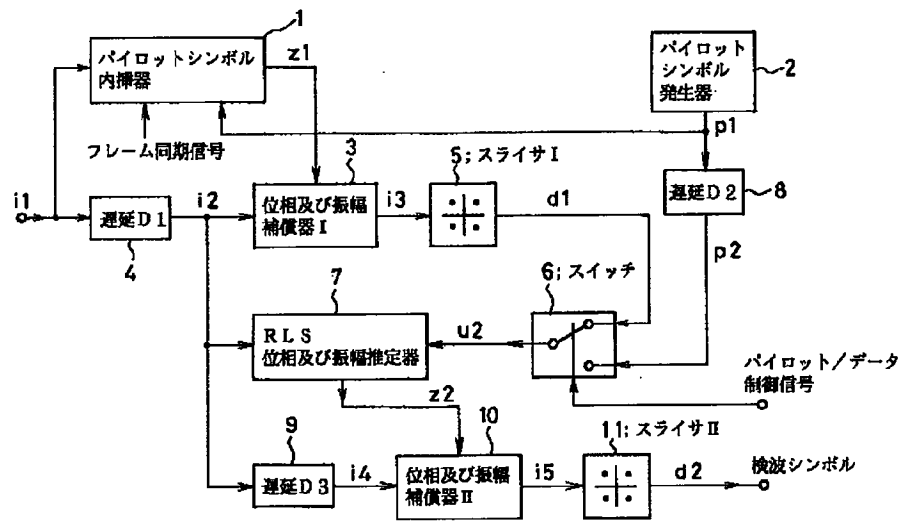 1
パイロットシンボル
内挿器
z1
パイロット
シンボル
発生器
2
p1
フレーム同期信号
3
5;スライサⅠ
i1
遅延D1
i2
位相及び振幅
補償器Ⅰ
i3
d1
遅延D2
8
4
p2
7
6;スイッチ
RLS
位相及び振幅推定器
u2
パイロット/データ
制御信号
z2
9
10
11;スライサⅡ
遅延D3
i4
位相及び振幅
補償器Ⅱ
i5
d2
検波シンボル